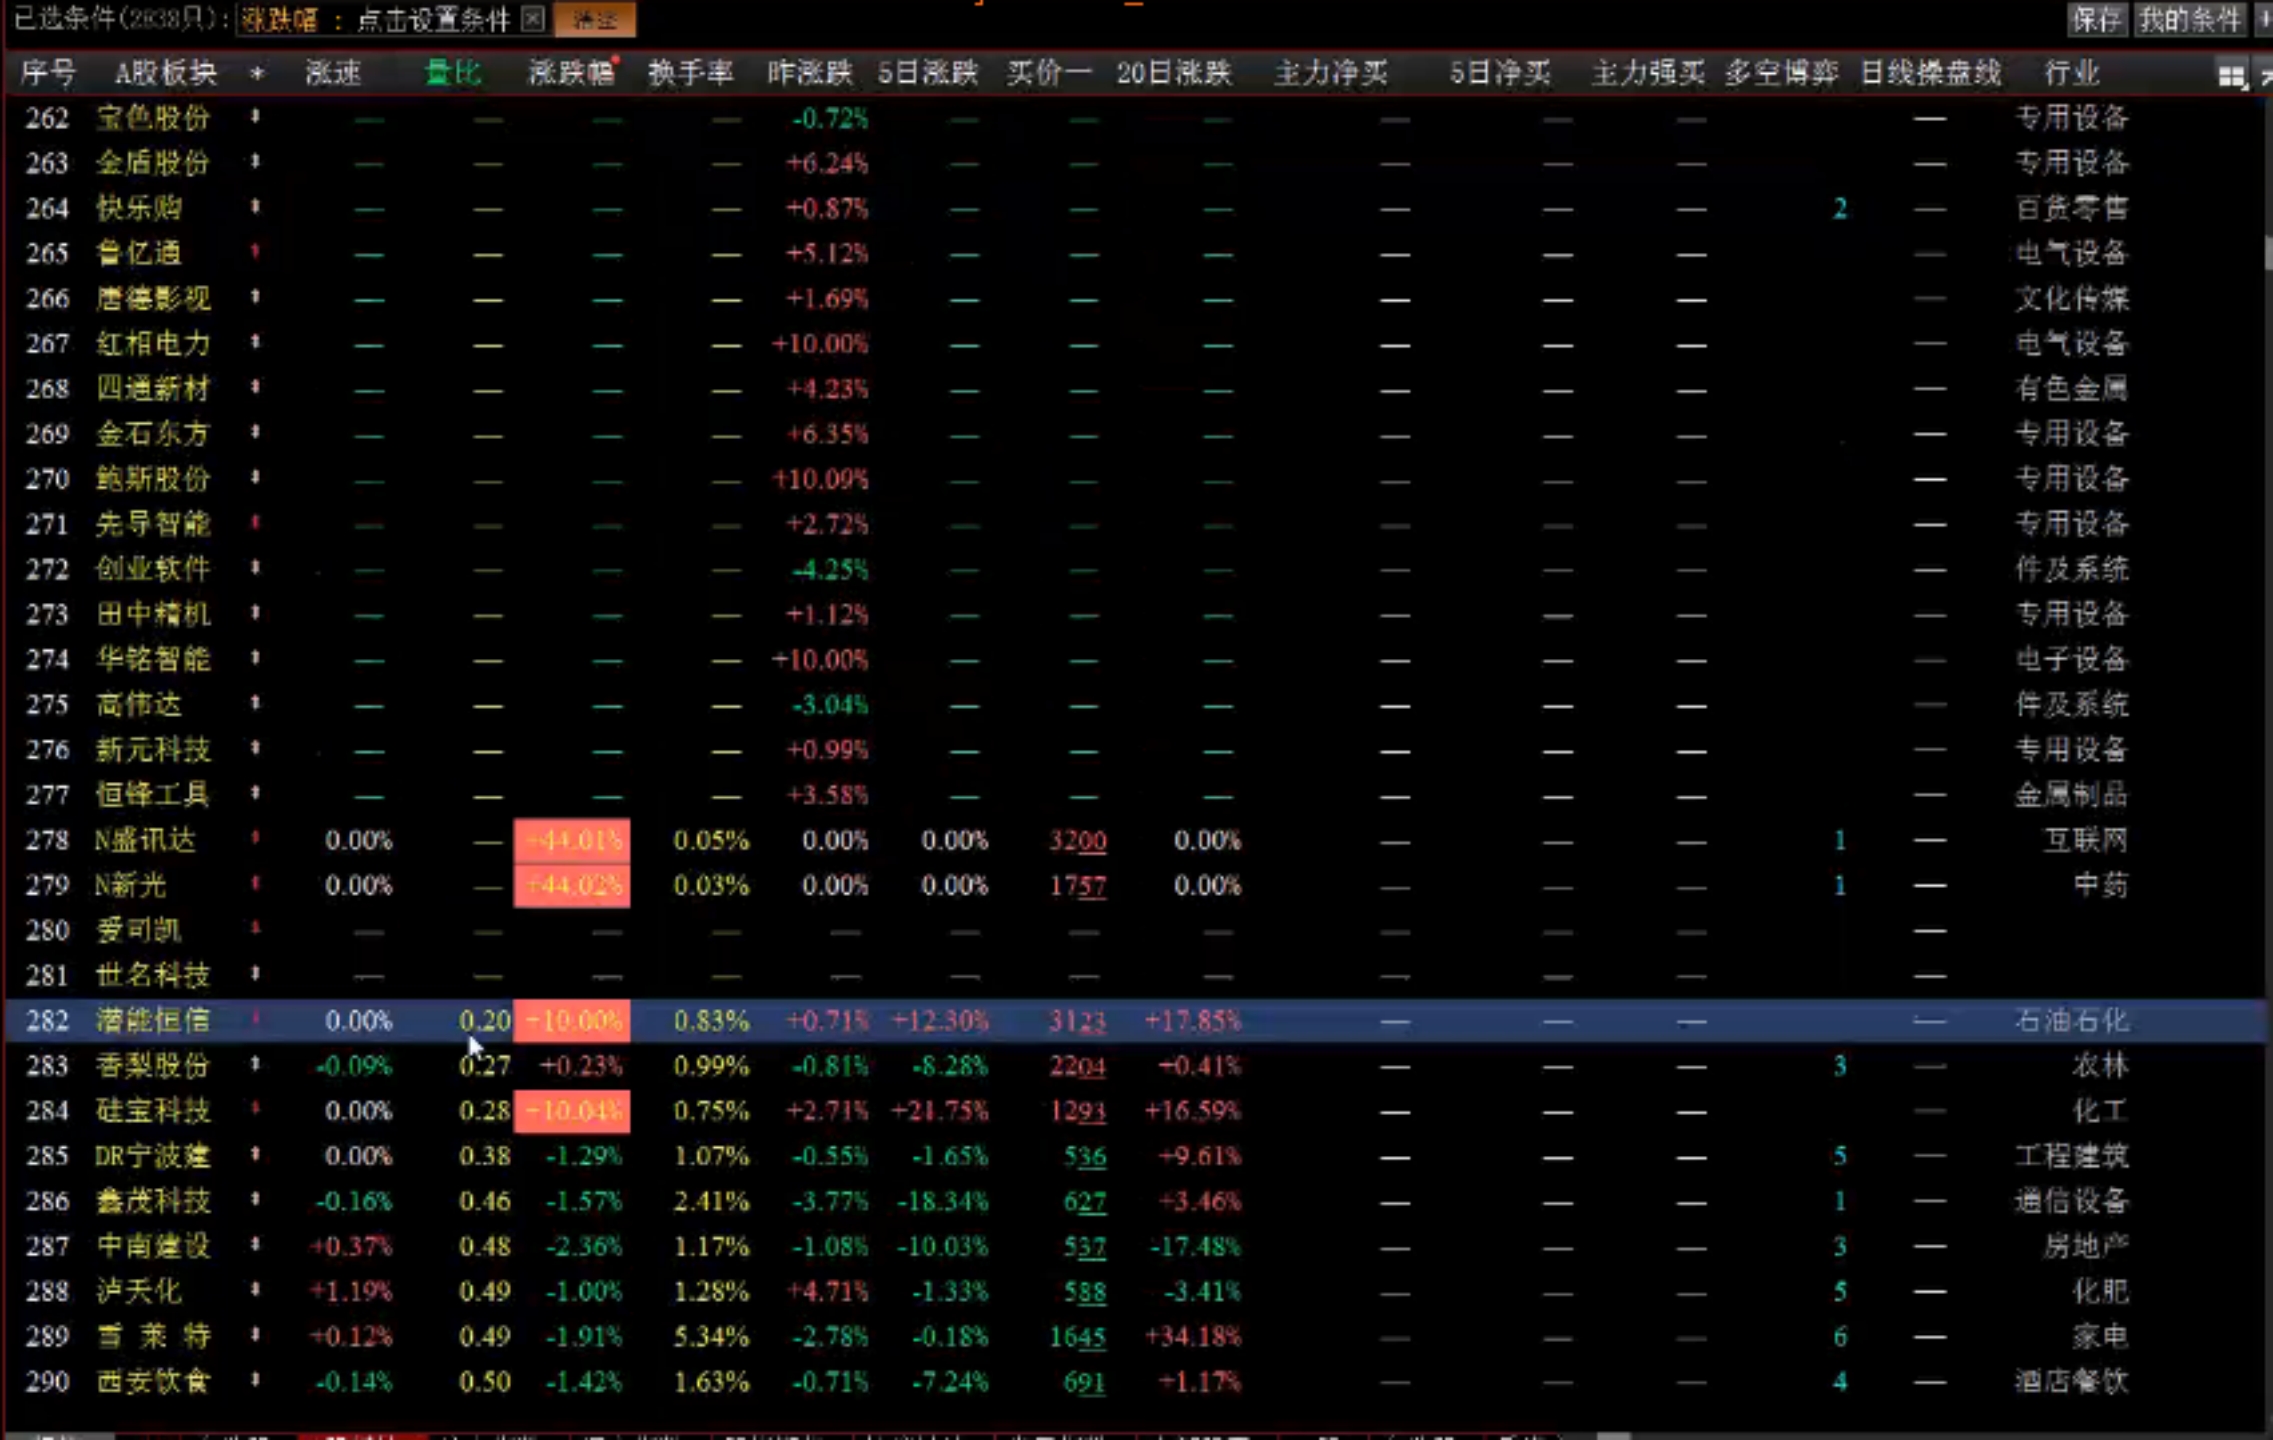 已选条件(2838只): 涨跌幅 : 点击设置条件 保存 我的条件
序号 A股板块 * 涨速 量比 涨跌幅 换手率 昨涨跌 5日涨跌 买价一 20日涨跌 主力净买 5日净买 主力强买 多空博弈 日线操盘线 行业
262 宝色股份 * — — — — -0.72% — — — — — — — 专用设备
263 金盾股份 * — — — — +6.24% — — — — — — — 专用设备
264 快乐购 * — — — — +0.87% — — — — — — 2 — 百货零售
265 鲁亿通 * — — — — +5.12% — — — — — — — 电气设备
266 唐德影视 * — — — — +1.69% — — — — — — — 文化传媒
267 红相电力 * — — — — +10.00% — — — — — — — 电气设备
268 四通新材 * — — — — +4.23% — — — — — — — 有色金属
269 金石东方 * — — — — +6.35% — — — — — — — 专用设备
270 鲍斯股份 * — — — — +10.09% — — — — — — — 专用设备
271 先导智能 * — — — — +2.72% — — — — — — — 专用设备
272 创业软件 * — — — — -4.25% — — — — — — — 件及系统
273 田中精机 * — — — — +1.12% — — — — — — — 专用设备
274 华铭智能 * — — — — +10.00% — — — — — — — 电子设备
275 高伟达 * — — — — -3.04% — — — — — — — 件及系统
276 新元科技 * — — — — +0.99% — — — — — — — 专用设备
277 恒锋工具 * — — — — +3.58% — — — — — — — 金属制品
278 N盛讯达 * 0.00% — +44.01% 0.05% 0.00% 0.00% 3200 0.00% — — — 1 — 互联网
279 N新光 * 0.00% — +44.02% 0.03% 0.00% 0.00% 1757 0.00% — — — 1 — 中药
280 爱司凯 * — — — — — — — — — — — —
281 世名科技 * — — — — — — — — — — — —
282 潜能恒信 * 0.00% 0.20 +10.00% 0.83% +0.71% +12.30% 3123 +17.85% — — — — 石油石化
283 香梨股份 * -0.09% 0.27 +0.23% 0.99% -0.81% -8.28% 2204 +0.41% — — — 3 — 农林
284 硅宝科技 * 0.00% 0.28 +10.04% 0.75% +2.71% +21.75% 1293 +16.59% — — — — 化工
285 DR宁波建 * 0.00% 0.38 -1.29% 1.07% -0.55% -1.65% 536 +9.61% — — — 5 — 工程建筑
286 鑫茂科技 * -0.16% 0.46 -1.57% 2.41% -3.77% -18.34% 627 +3.46% — — — 1 — 通信设备
287 中南建设 * +0.37% 0.48 -2.36% 1.17% -1.08% -10.03% 537 -17.48% — — — 3 — 房地产
288 泸天化 * +1.19% 0.49 -1.00% 1.28% +4.71% -1.33% 588 -3.41% — — — 5 — 化肥
289 雪 莱 特 * +0.12% 0.49 -1.91% 5.34% -2.78% -0.18% 1645 +34.18% — — — 6 — 家电
290 西安饮食 * -0.14% 0.50 -1.42% 1.63% -0.71% -7.24% 691 +1.17% — — — 4 — 酒店餐饮